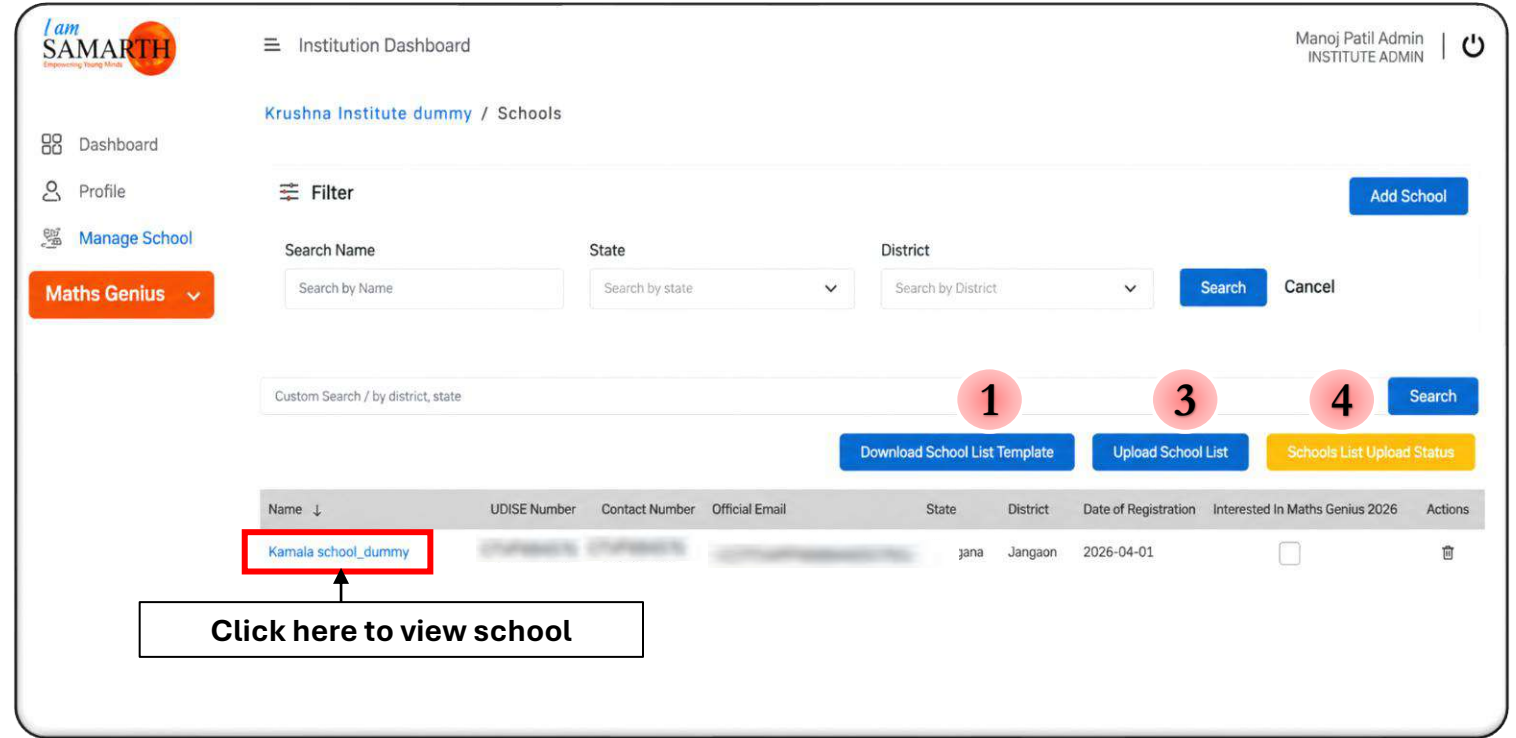 I am
SAMARTH
Empowering Young Minds
Institution Dashboard
Manoj Patil Admin
INSTITUTE ADMIN
Krushna Institute dummy / Schools
Dashboard
Profile
Manage School
Maths Genius
Filter
Add School
Search Name
State
District
Search by Name
Search by state
Search by District
Search
Cancel
Custom Search / by district, state
1
3
4
Search
Download School List Template
Upload School List
Schools List Upload Status
Name ↓ UDISE Number Contact Number Official Email State District Date of Registration Interested In Maths Genius 2026 Actions
Kamala school_dummy gana Jangaon 2026-04-01
Click here to view school